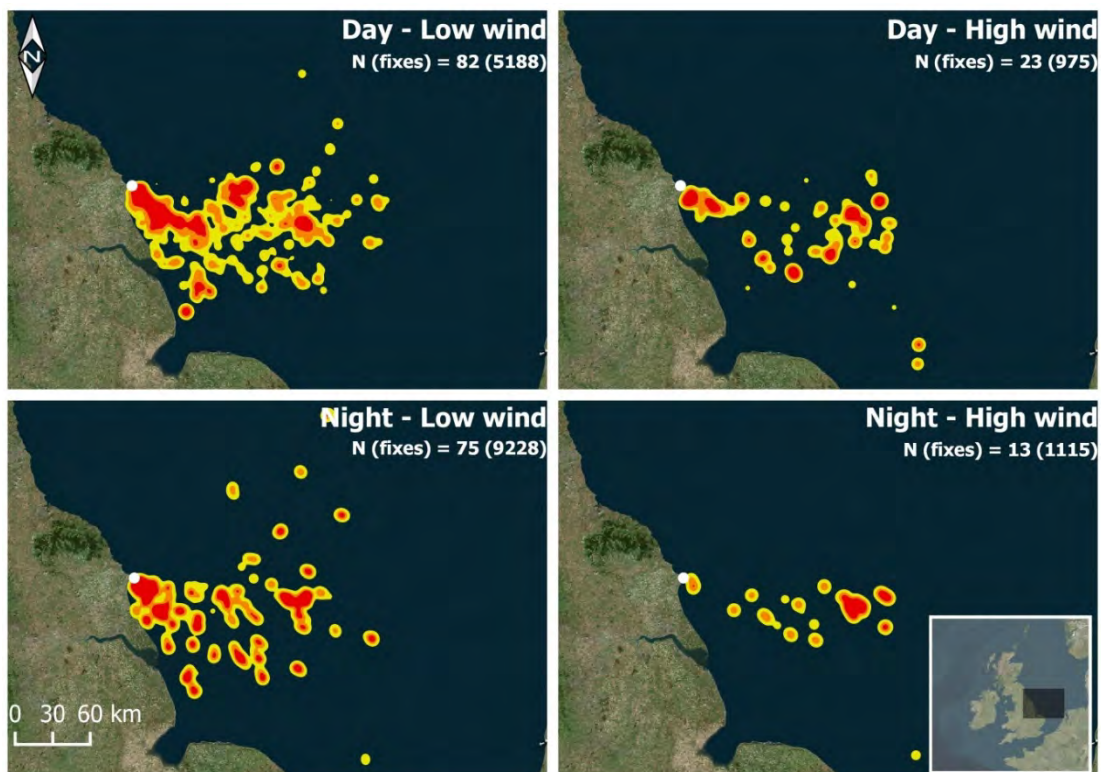 N
Day - Low wind
N (fixes) = 82 (5188)
Day - High wind
N (fixes) = 23 (975)
Night - Low wind
N (fixes) = 75 (9228)
Night - High wind
N (fixes) = 13 (1115)
0 30 60 km